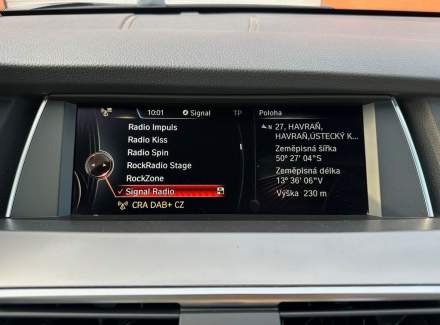 10:01 Signal TP
Radio Impuls
Radio Kiss
Radio Spin
RockRadio Stage
RockZone
✓ Signal Radio
CRA DAB+ CZ
Poloha
N 27, HAVRAŇ,
HAVRAŇ,ÚSTECKÝ K...
Zeměpisná šířka
50° 27' 04"S
Zeměpisná délka
13° 36' 06"V
Výška 230 m